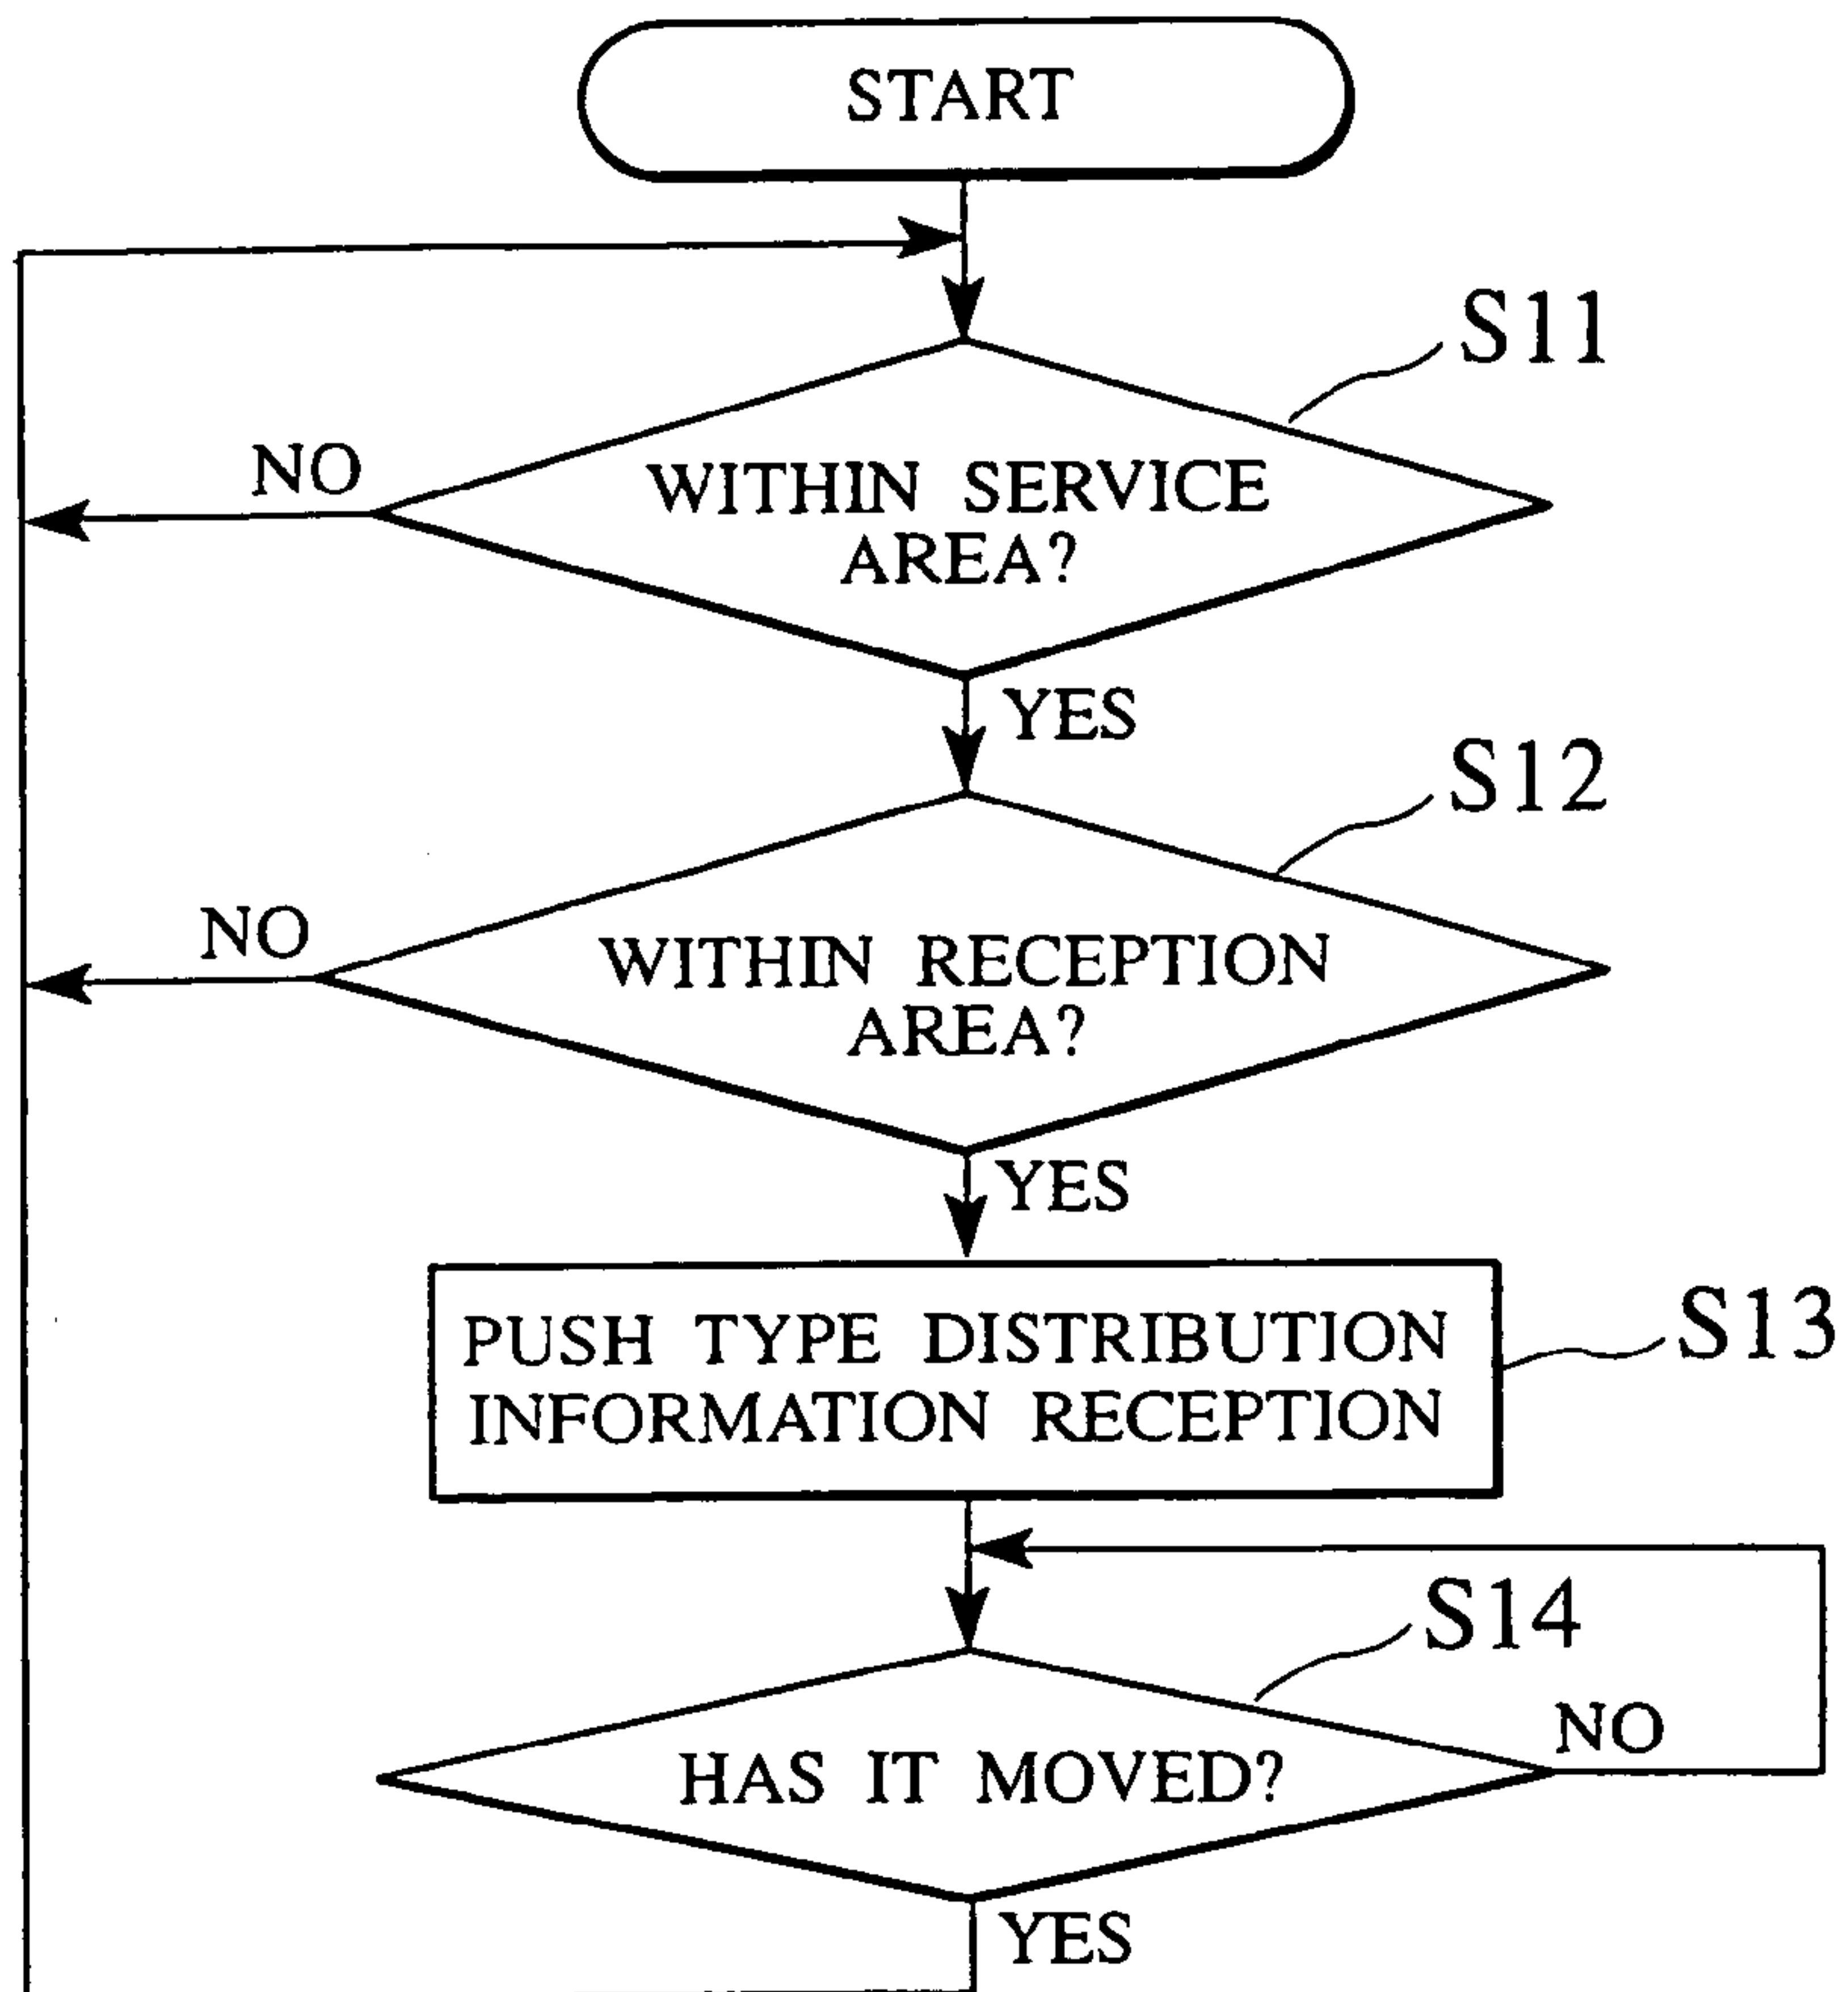 START
S11
NO
WITHIN SERVICE
AREA?
YES
S12
NO
WITHIN RECEPTION
AREA?
YES
PUSH TYPE DISTRIBUTION
INFORMATION RECEPTION
S13
S14
NO
HAS IT MOVED?
YES